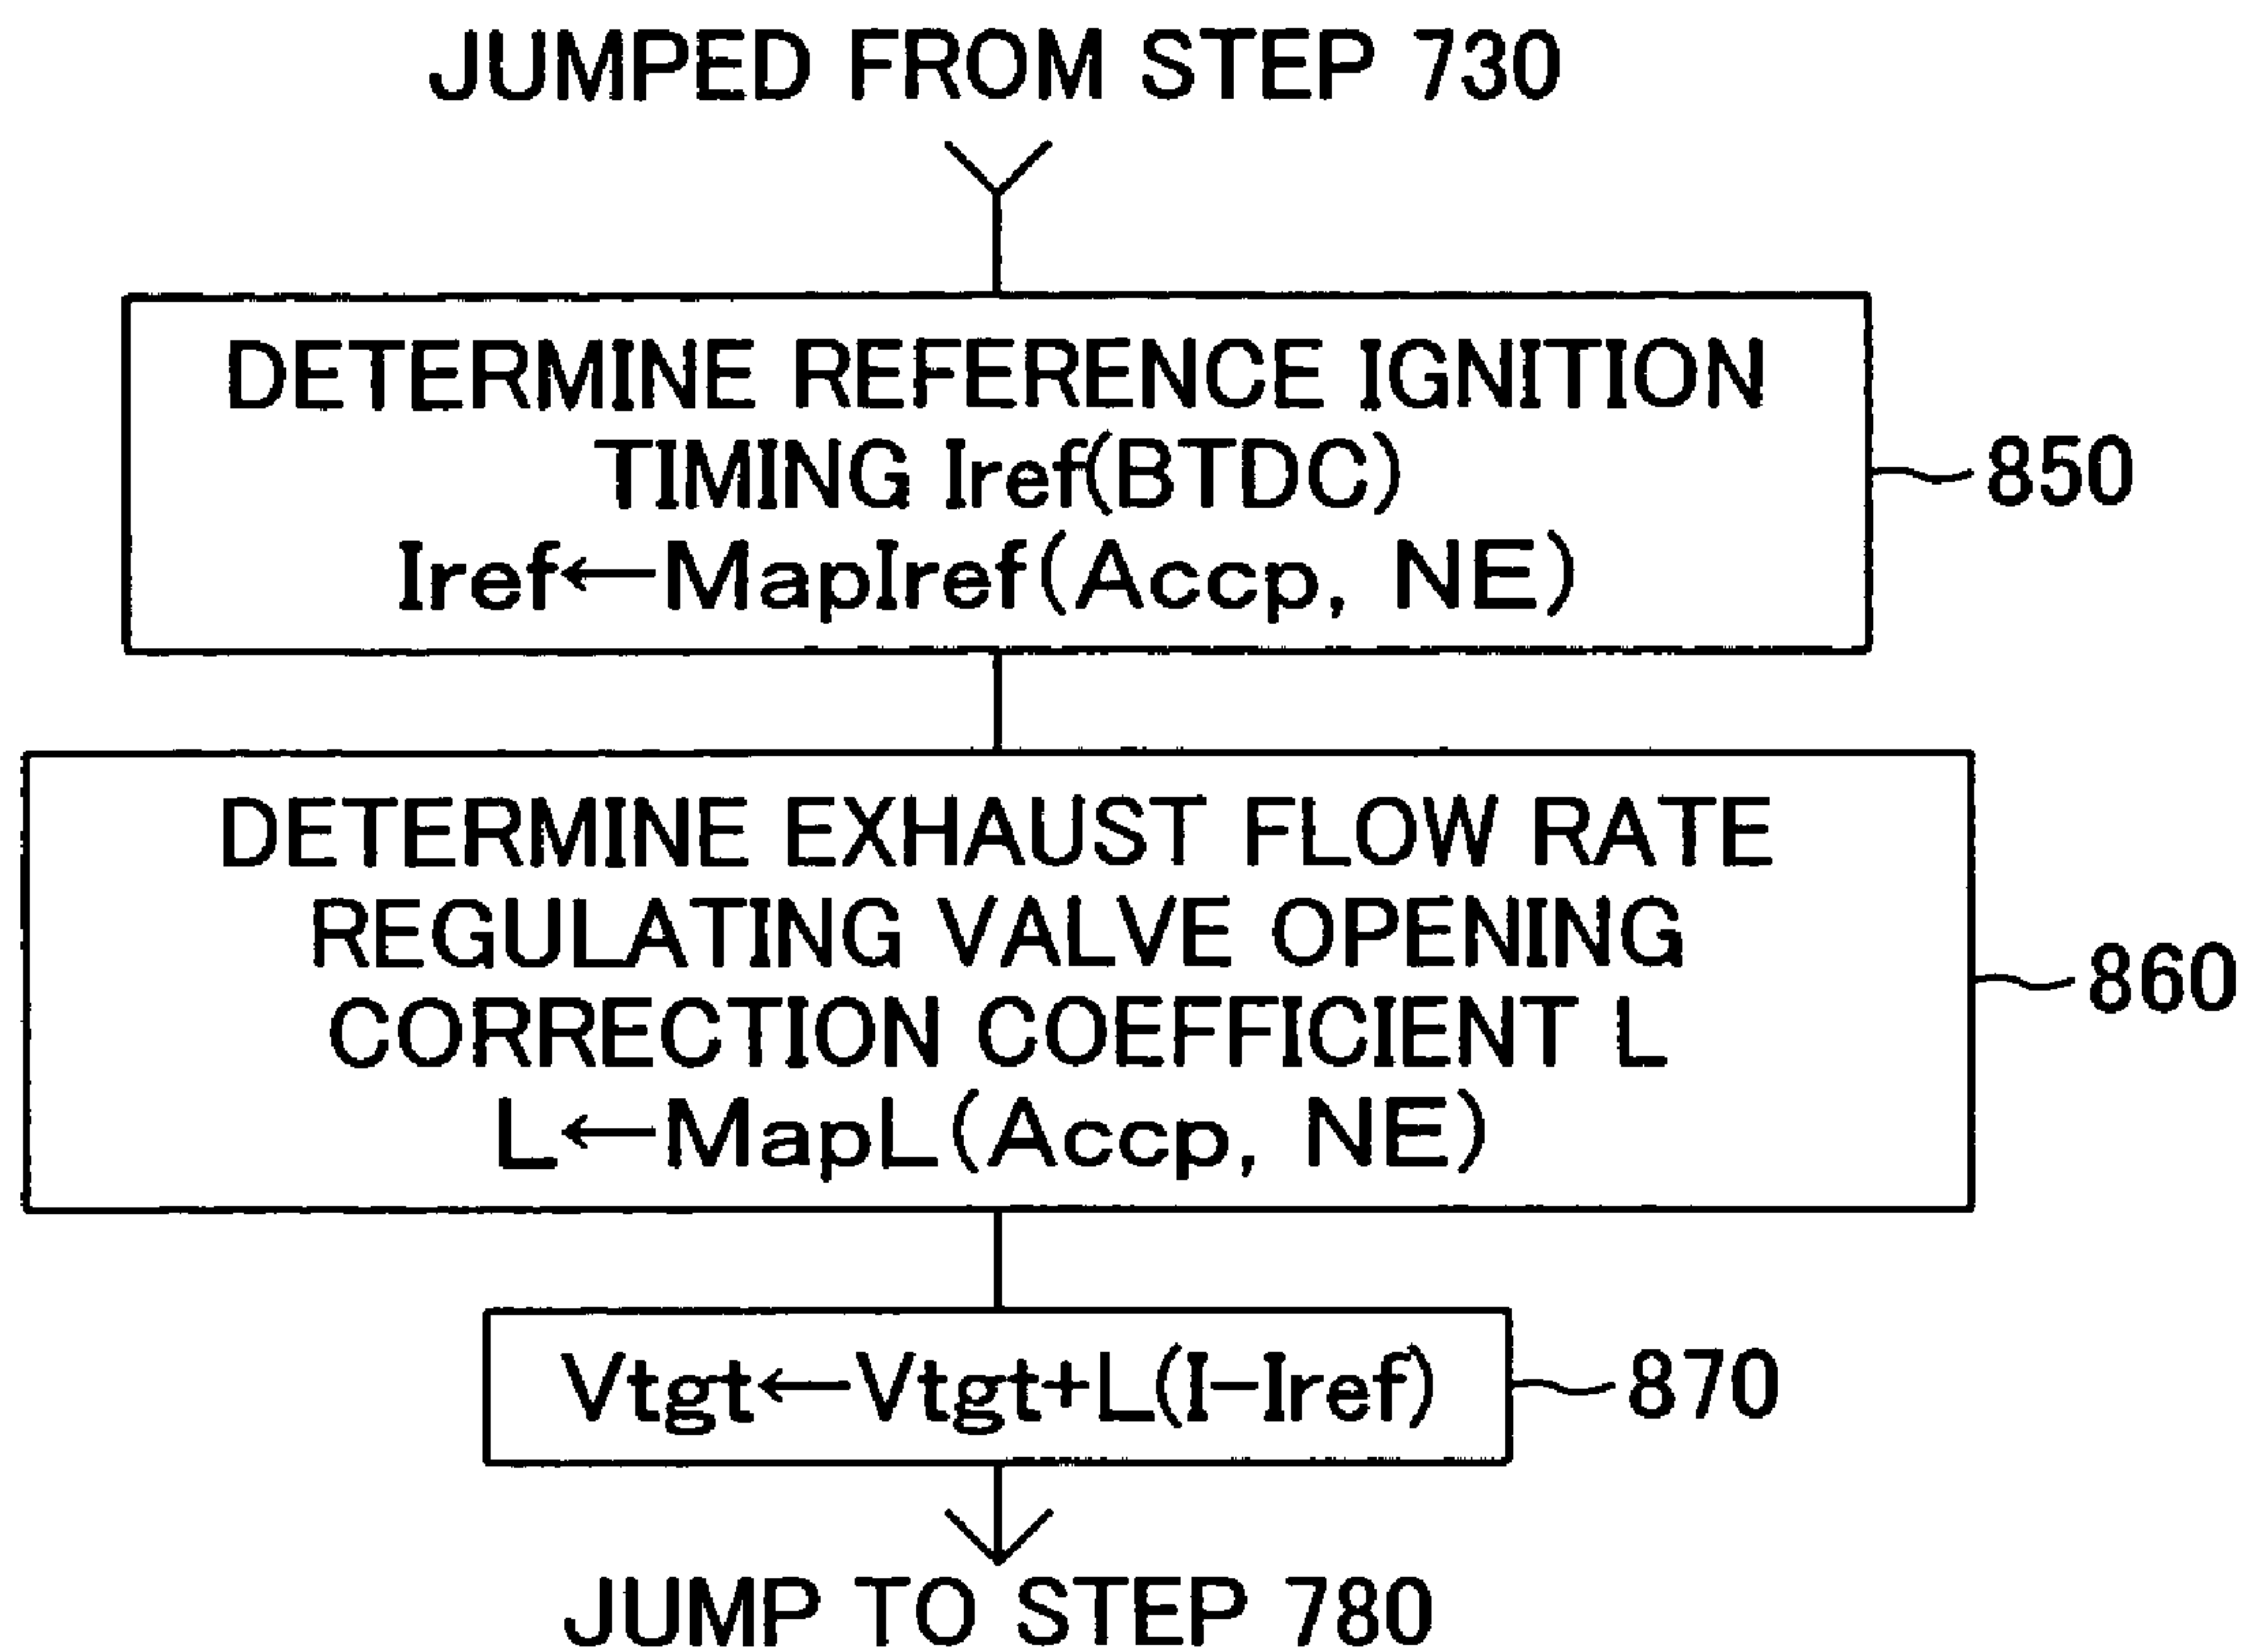 JUMPED FROM STEP 730
DETERMINE REFERENCE IGNITION
TIMING Iref(BTDC)
Iref←MapIref(Accp, NE)
850
DETERMINE EXHAUST FLOW RATE
REGULATING VALVE OPENING
CORRECTION COEFFICIENT L
L←MapL(Accp, NE)
860
Vtgt←Vtgt+L(I-Iref)
870
JUMP TO STEP 780